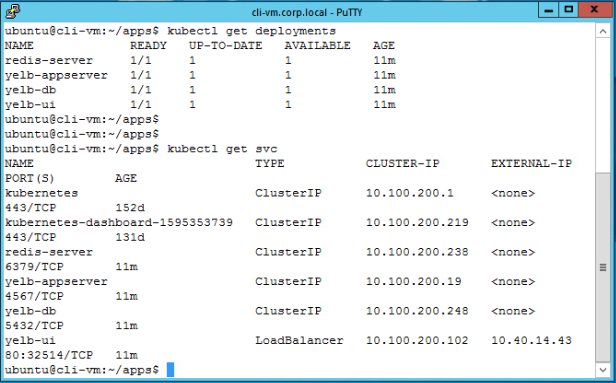 cli-vm.corp.local - PuTTY
ubuntu@cli-vm:~/apps$ kubectl get deployments
NAME READY UP-TO-DATE AVAILABLE AGE
redis-server 1/1 1 1 11m
yelb-appserver 1/1 1 1 11m
yelb-db 1/1 1 1 11m
yelb-ui 1/1 1 1 11m
ubuntu@cli-vm:~/apps$
ubuntu@cli-vm:~/apps$
ubuntu@cli-vm:~/apps$ kubectl get svc
NAME TYPE CLUSTER-IP EXTERNAL-IP
PORT(S) AGE
kubernetes ClusterIP 10.100.200.1 <none>
443/TCP 152d
kubernetes-dashboard-1595353739 ClusterIP 10.100.200.219 <none>
443/TCP 131d
redis-server ClusterIP 10.100.200.238 <none>
6379/TCP 11m
yelb-appserver ClusterIP 10.100.200.19 <none>
4567/TCP 11m
yelb-db ClusterIP 10.100.200.248 <none>
5432/TCP 11m
yelb-ui LoadBalancer 10.100.200.102 10.40.14.43
80:32514/TCP 11m
ubuntu@cli-vm:~/apps$